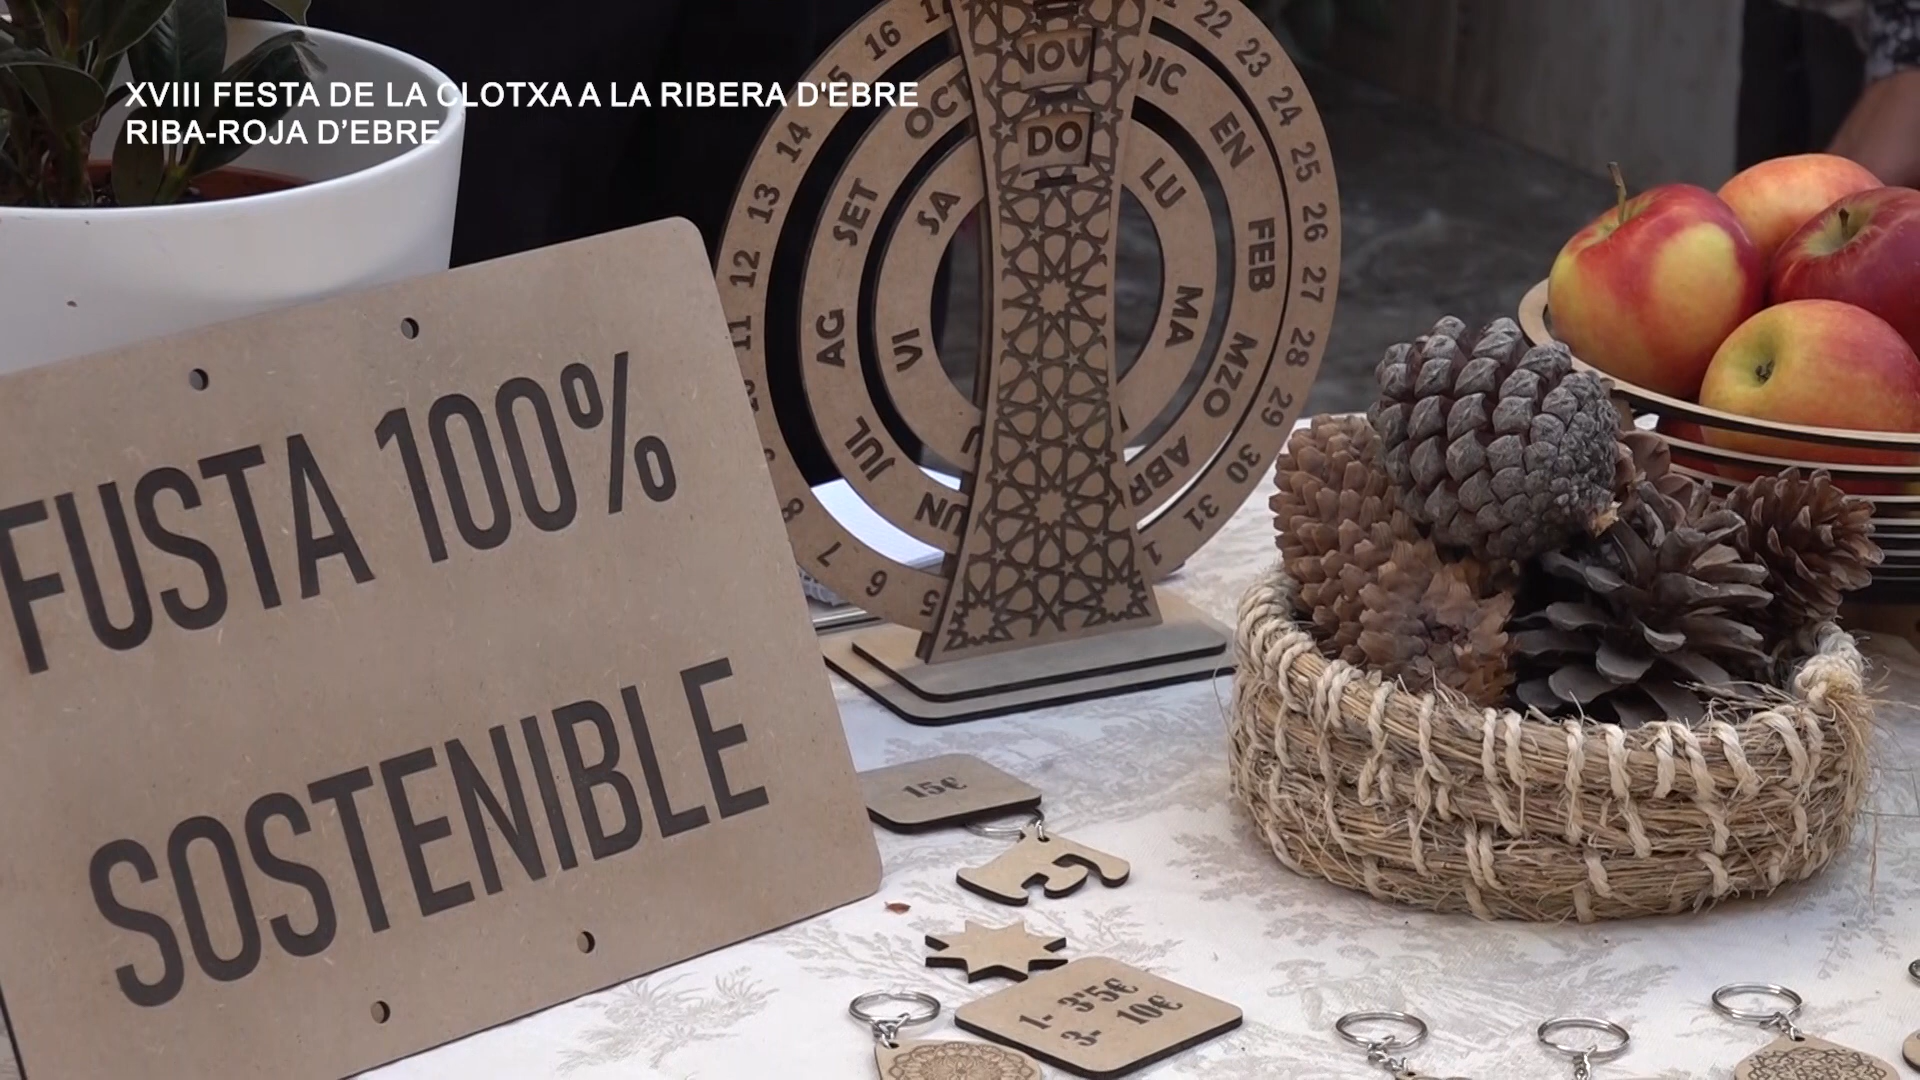 XVIII FESTA DE LA CLOTXA A LA RIBERA D'EBRE
RIBA-ROJA D’EBRE
FUSTA 100%
SOSTENIBLE
NOV
DO
OCT
SET
AG
JUL
JUN
DIC
EN
FEB
MZO
ABR
SA
VI
LU
MA
16
14
13
12
11
8
7
6
5
22
23
24
25
26
27
28
29
30
31
1
15€
1- 3'5€
3- 10€